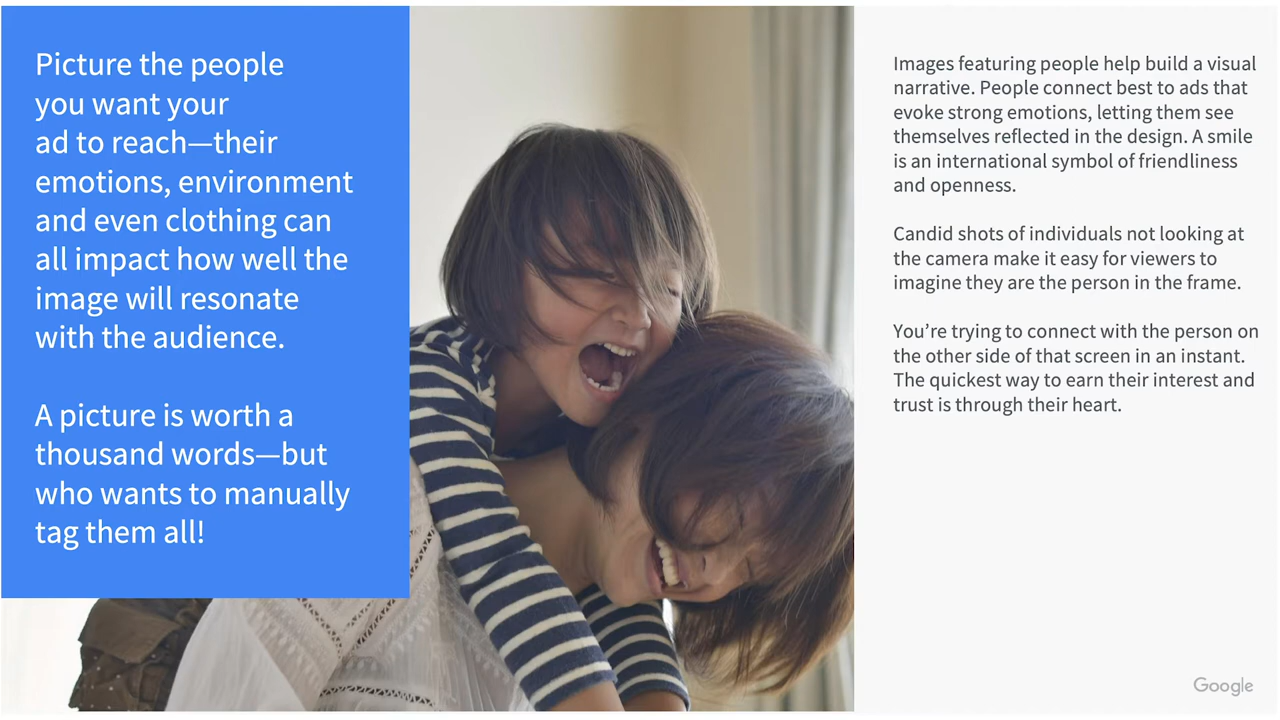 Picture the people
you want your
ad to reach—their
emotions, environment
and even clothing can
all impact how well the
image will resonate
with the audience.
A picture is worth a
thousand words—but
who wants to manually
tag them all!
Images featuring people help build a visual
narrative. People connect best to ads that
evoke strong emotions, letting them see
themselves reflected in the design. A smile
is an international symbol of friendliness
and openness.
Candid shots of individuals not looking at
the camera make it easy for viewers to
imagine they are the person in the frame.
You’re trying to connect with the person on
the other side of that screen in an instant.
The quickest way to earn their interest and
trust is through their heart.
Google